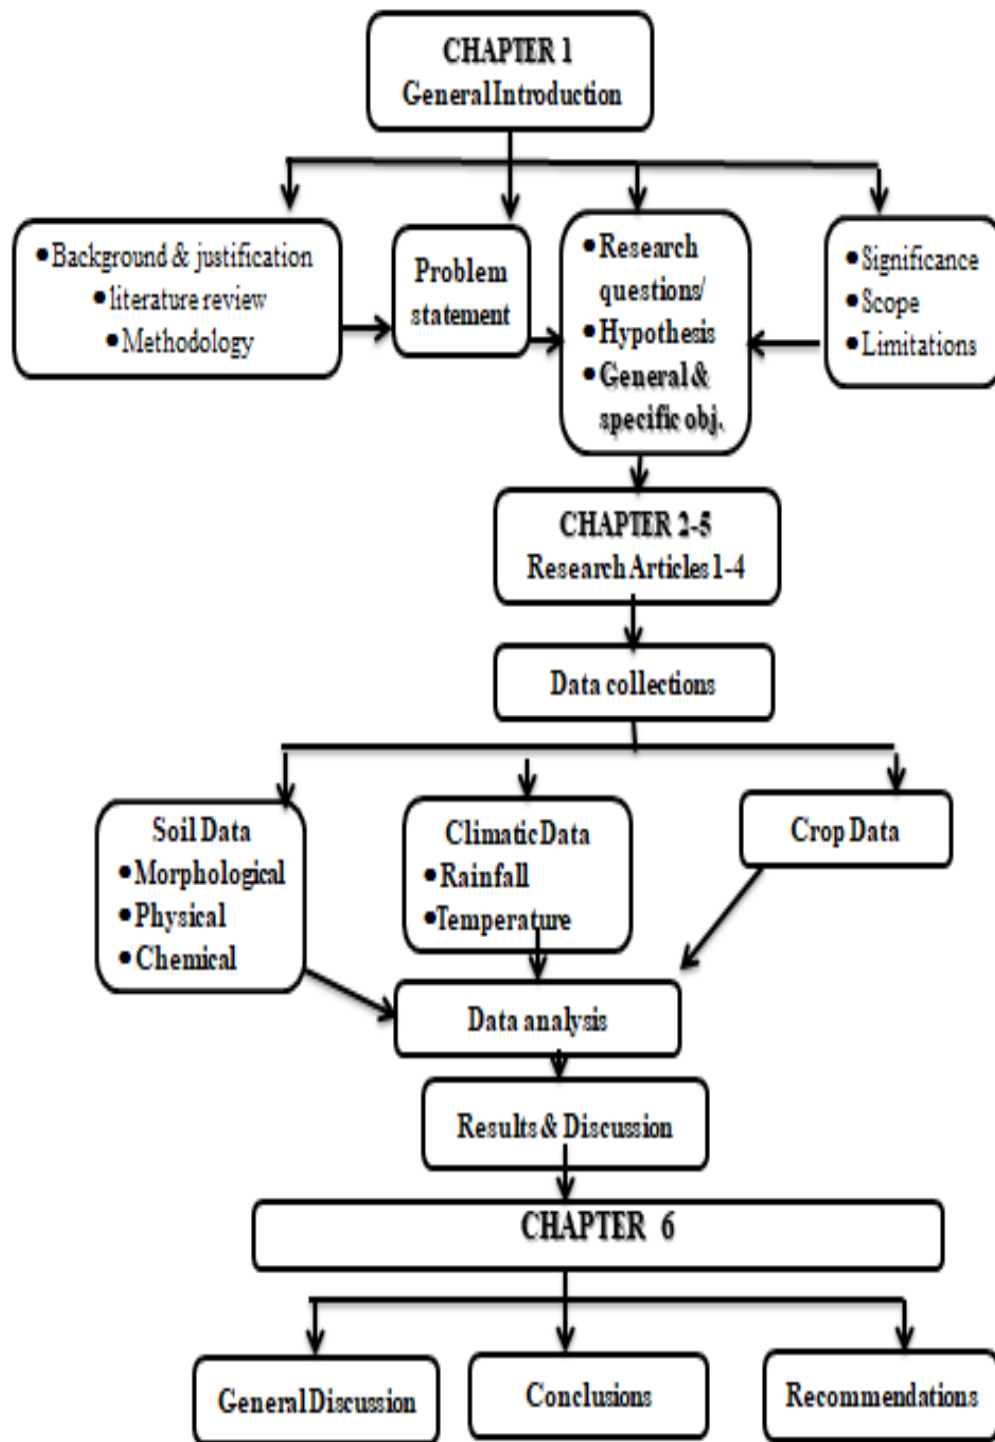 CHAPTER 1
General Introduction
•Background & justification
•literature review
•Methodology
Problem
statement
•Research
questions/
•Hypothesis
•General &
specific obj.
•Significance
•Scope
•Limitations
CHAPTER 2-5
Research Articles 1-4
Data collections
Soil Data
•Morphological
•Physical
•Chemical
Climatic Data
•Rainfall
•Temperature
Crop Data
Data analysis
Results & Discussion
CHAPTER 6
General Discussion
Conclusions
Recommendations